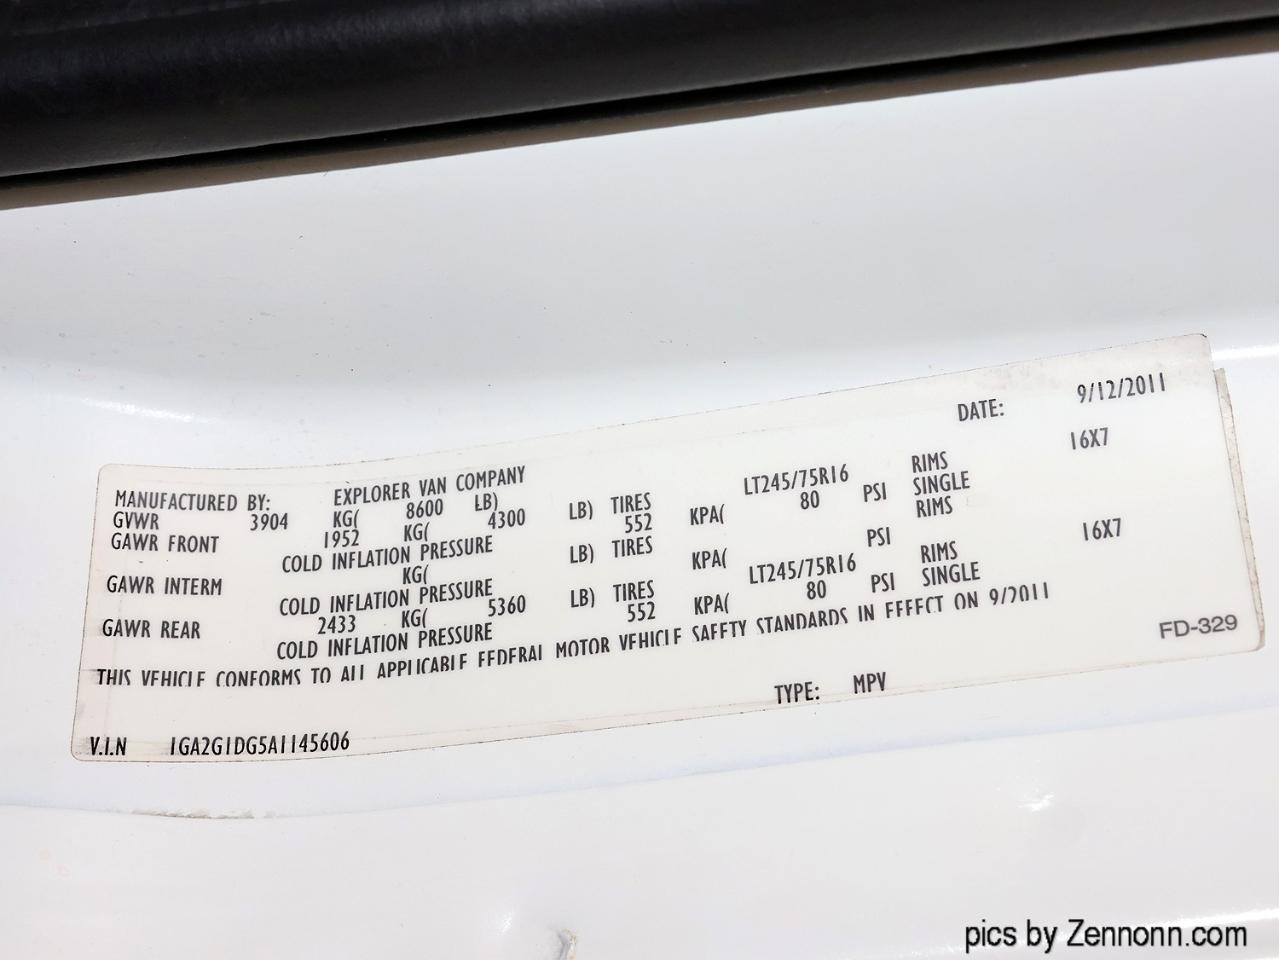 DATE: 9/12/2011
MANUFACTURED BY: EXPLORER VAN COMPANY
GVWR 3904 KG( 8600 LB)
GAWR FRONT 1952 KG( 4300 LB) TIRES LT245/75R16 RIMS 16X7
COLD INFLATION PRESSURE 552 KPA( 80 PSI SINGLE
GAWR INTERM KG( LB) TIRES RIMS
COLD INFLATION PRESSURE KPA( PSI
GAWR REAR 2433 KG( 5360 LB) TIRES LT245/75R16 RIMS 16X7
COLD INFLATION PRESSURE 552 KPA( 80 PSI SINGLE
THIS VEHICLE CONFORMS TO ALL APPLICABLE FEDERAL MOTOR VEHICLE SAFETY STANDARDS IN EFFECT ON 9/2011
FD-329
TYPE: MPV
V.I.N 1GA2G1DG5A1145606
pics by Zennonn.com